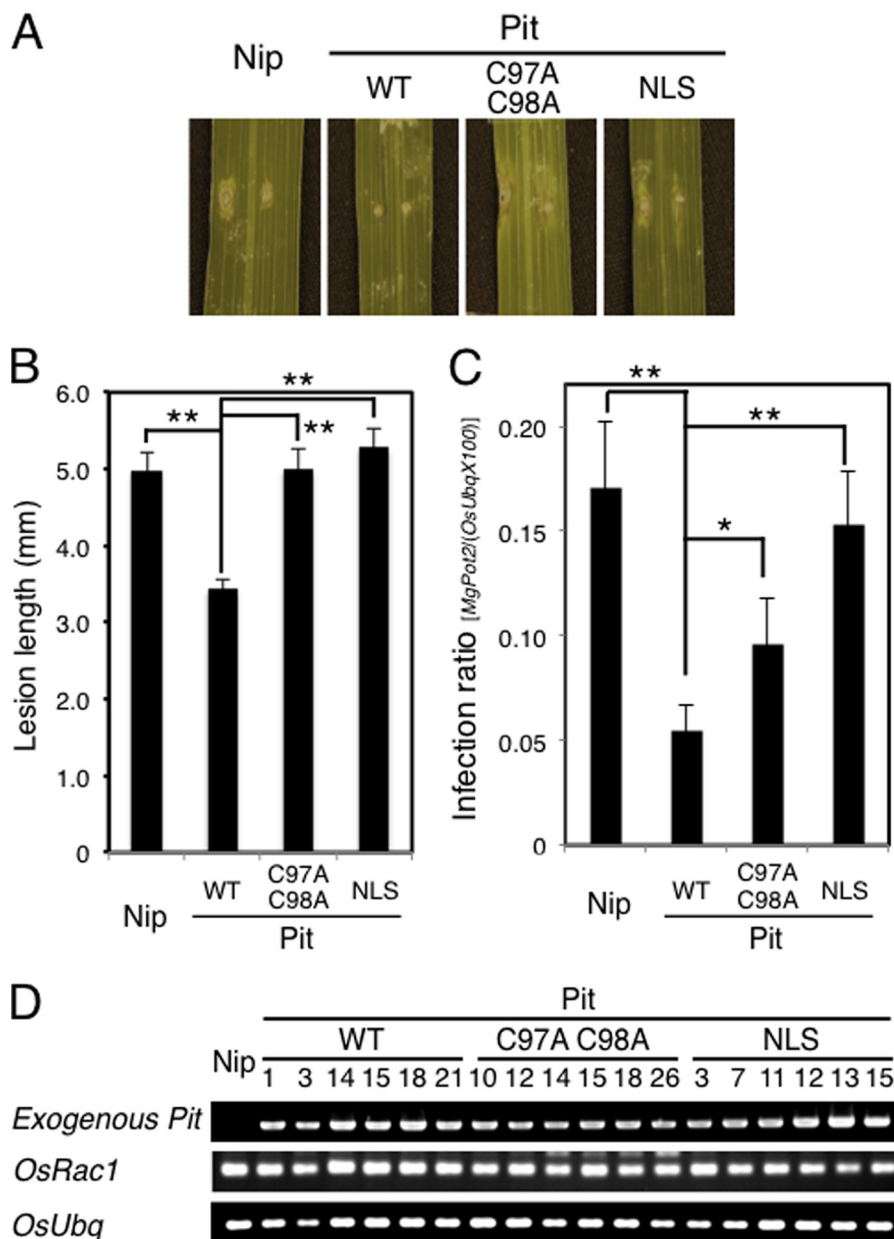 A
Nip
Pit
WT
C97A
C98A
NLS
B
6.0
5.0
4.0
3.0
2.0
1.0
0
Lesion length (mm)
**
**
**
Nip
WT
C97A
C98A
NLS
Pit
C
0.20
0.15
0.10
0.05
0
Infection ratio [MgPot2/(OsUbqX100)]
**
**
*
Nip
WT
C97A
C98A
NLS
Pit
D
Pit
Nip
WT
C97A C98A
NLS
1 3 14 15 18 21 10 12 14 15 18 26 3 7 11 12 13 15
Exogenous Pit
OsRac1
OsUbq